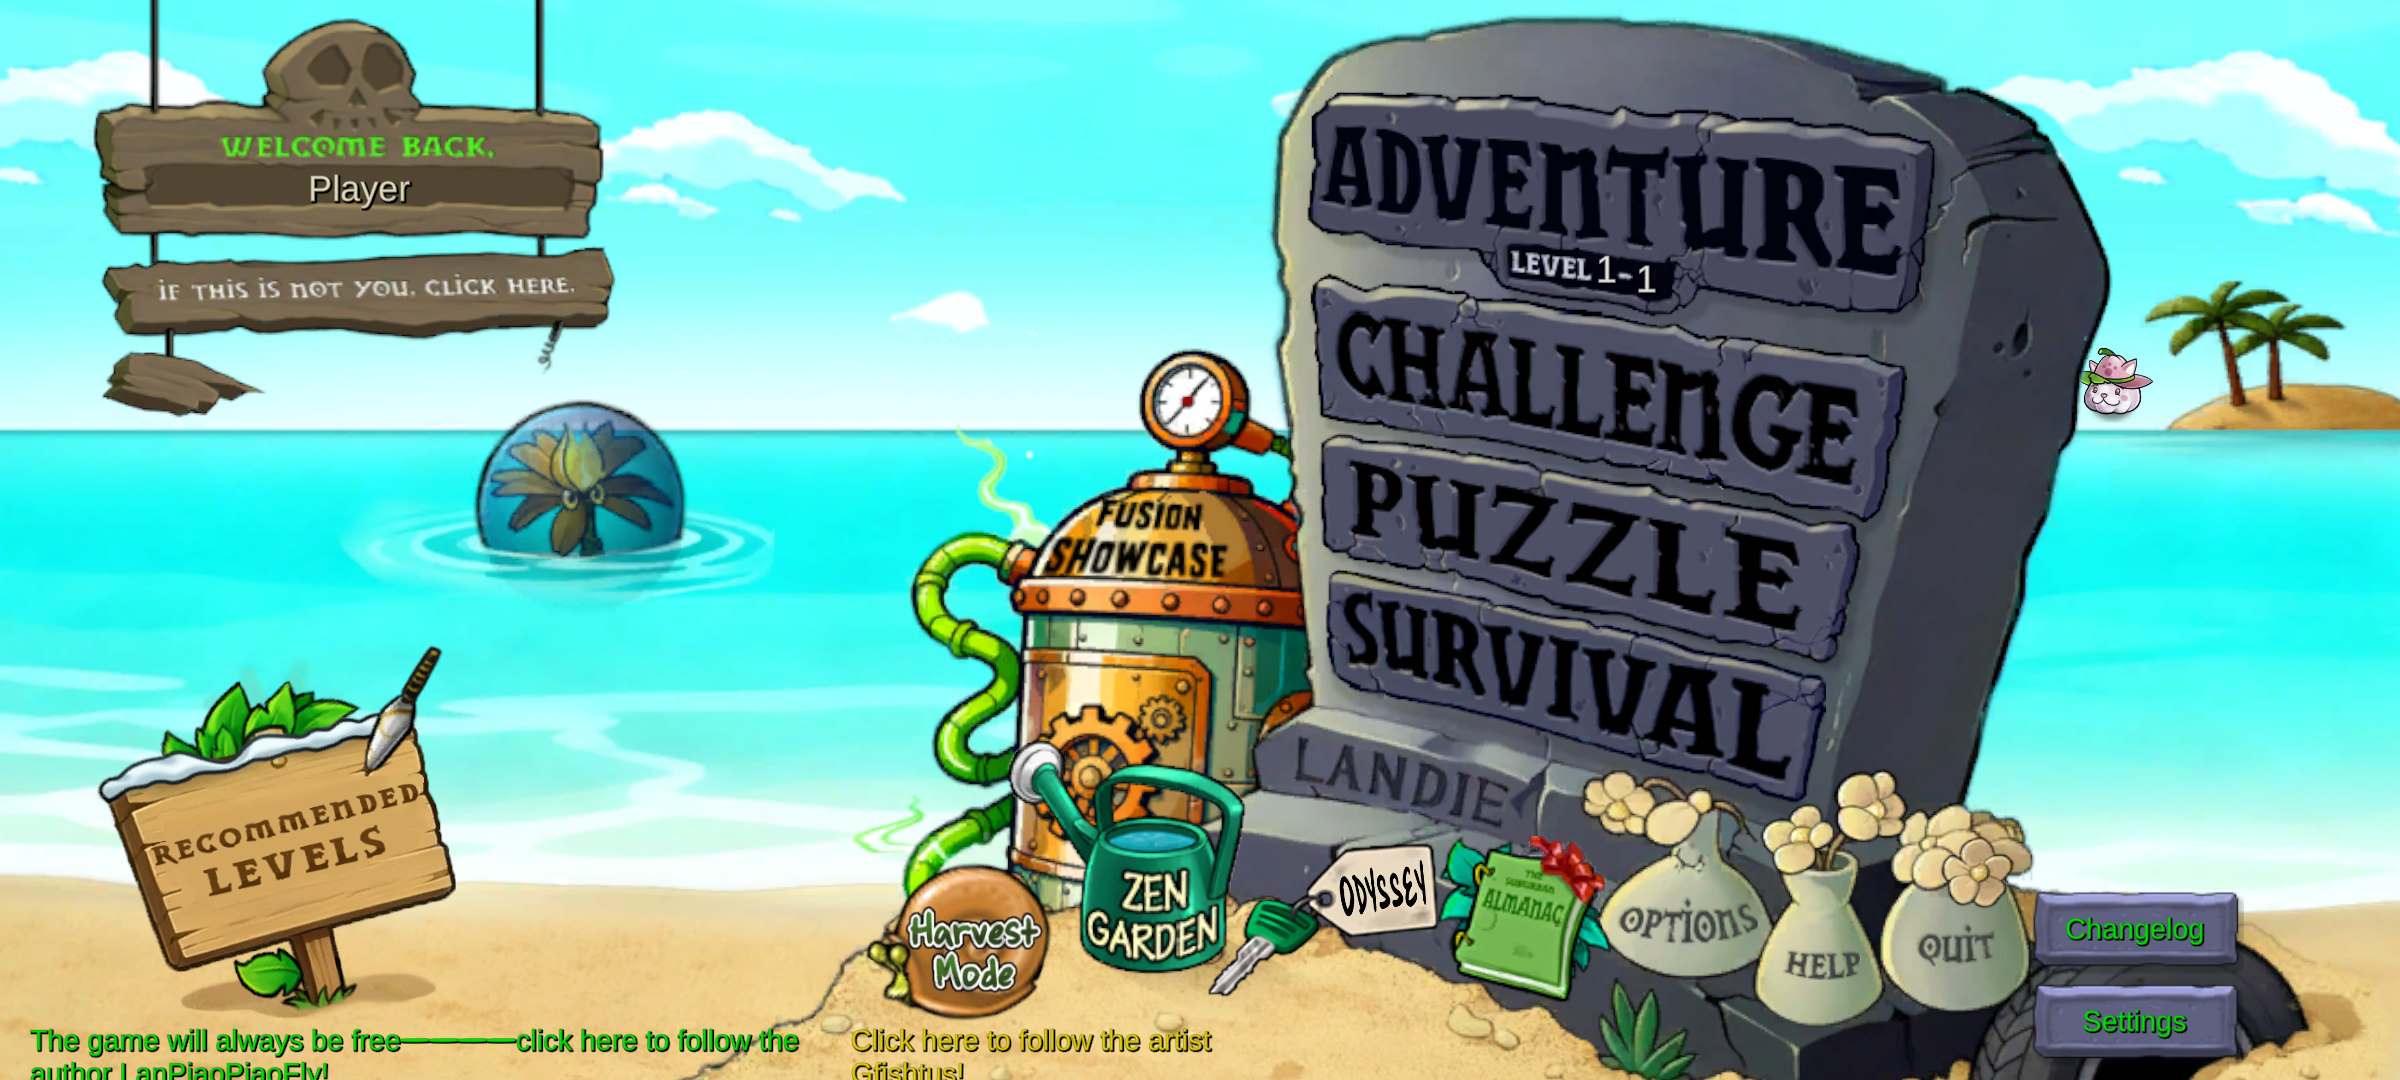 WELCOME BACK,
Player
IF THIS IS NOT YOU, CLICK HERE.
ADVENTURE
LEVEL 1-1
CHALLENGE
PUZZLE
SURVIVAL
LANDIE
FUSION
SHOWCASE
RECOMMENDED
LEVELS
Harvest
Mode
ZEN
GARDEN
ODYSSEY
THE
SUBURBAN
ALMANAC
OPTIONS
HELP
QUIT
Changelog
Settings
The game will always be free————click here to follow the
author LanPiaoPiaoFly!
Click here to follow the artist
Gfishtus!